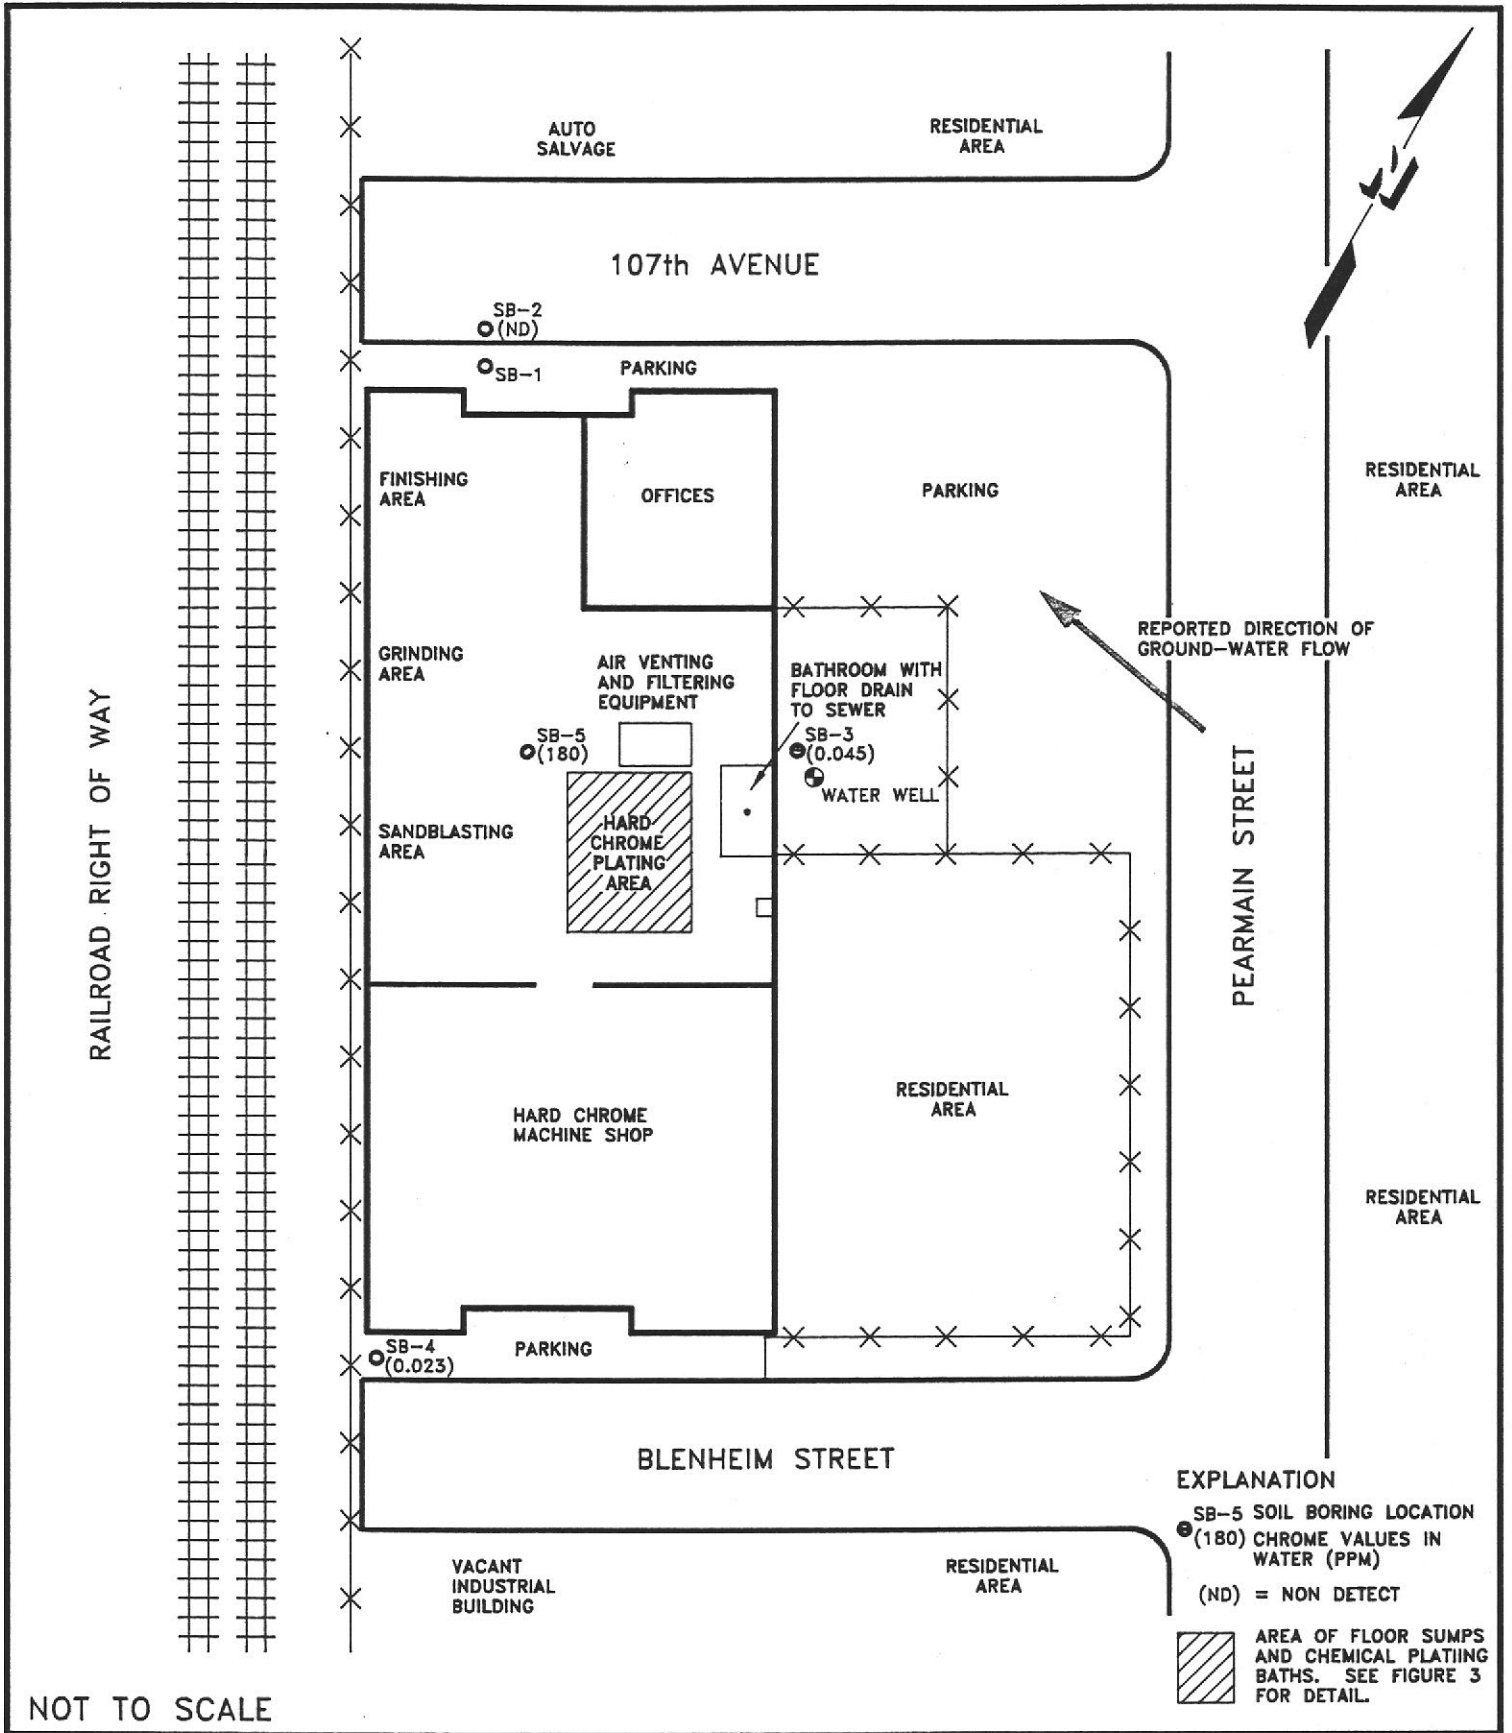 AUTO
SALVAGE
RESIDENTIAL
AREA
107th AVENUE
SB-2
(ND)
SB-1
PARKING
FINISHING
AREA
OFFICES
PARKING
RESIDENTIAL
AREA
REPORTED DIRECTION OF
GROUND-WATER FLOW
GRINDING
AREA
AIR VENTING
AND FILTERING
EQUIPMENT
BATHROOM WITH
FLOOR DRAIN
TO SEWER
SB-5
(180)
SB-3
(0.045)
WATER WELL
RAILROAD RIGHT OF WAY
SANDBLASTING
AREA
HARD
CHROME
PLATING
AREA
PEARMAIN STREET
HARD CHROME
MACHINE SHOP
RESIDENTIAL
AREA
RESIDENTIAL
AREA
SB-4
(0.023)
PARKING
BLENHEIM STREET
VACANT
INDUSTRIAL
BUILDING
RESIDENTIAL
AREA
EXPLANATION
SB-5 SOIL BORING LOCATION
(180) CHROME VALUES IN
WATER (PPM)
(ND) = NON DETECT
AREA OF FLOOR SUMPS
AND CHEMICAL PLATIING
BATHS. SEE FIGURE 3
FOR DETAIL.
NOT TO SCALE